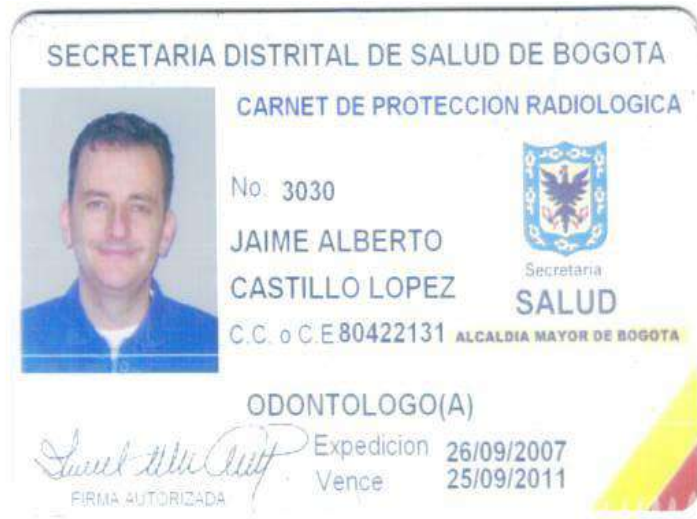 SECRETARIA DISTRITAL DE SALUD DE BOGOTA
CARNET DE PROTECCION RADIOLOGICA
No. 3030
JAIME ALBERTO
CASTILLO LOPEZ
C.C. o C.E 80422131
Secretaria
SALUD
ALCALDIA MAYOR DE BOGOTA
ODONTOLOGO(A)
Expedicion 26/09/2007
Vence 25/09/2011
FIRMA AUTORIZADA